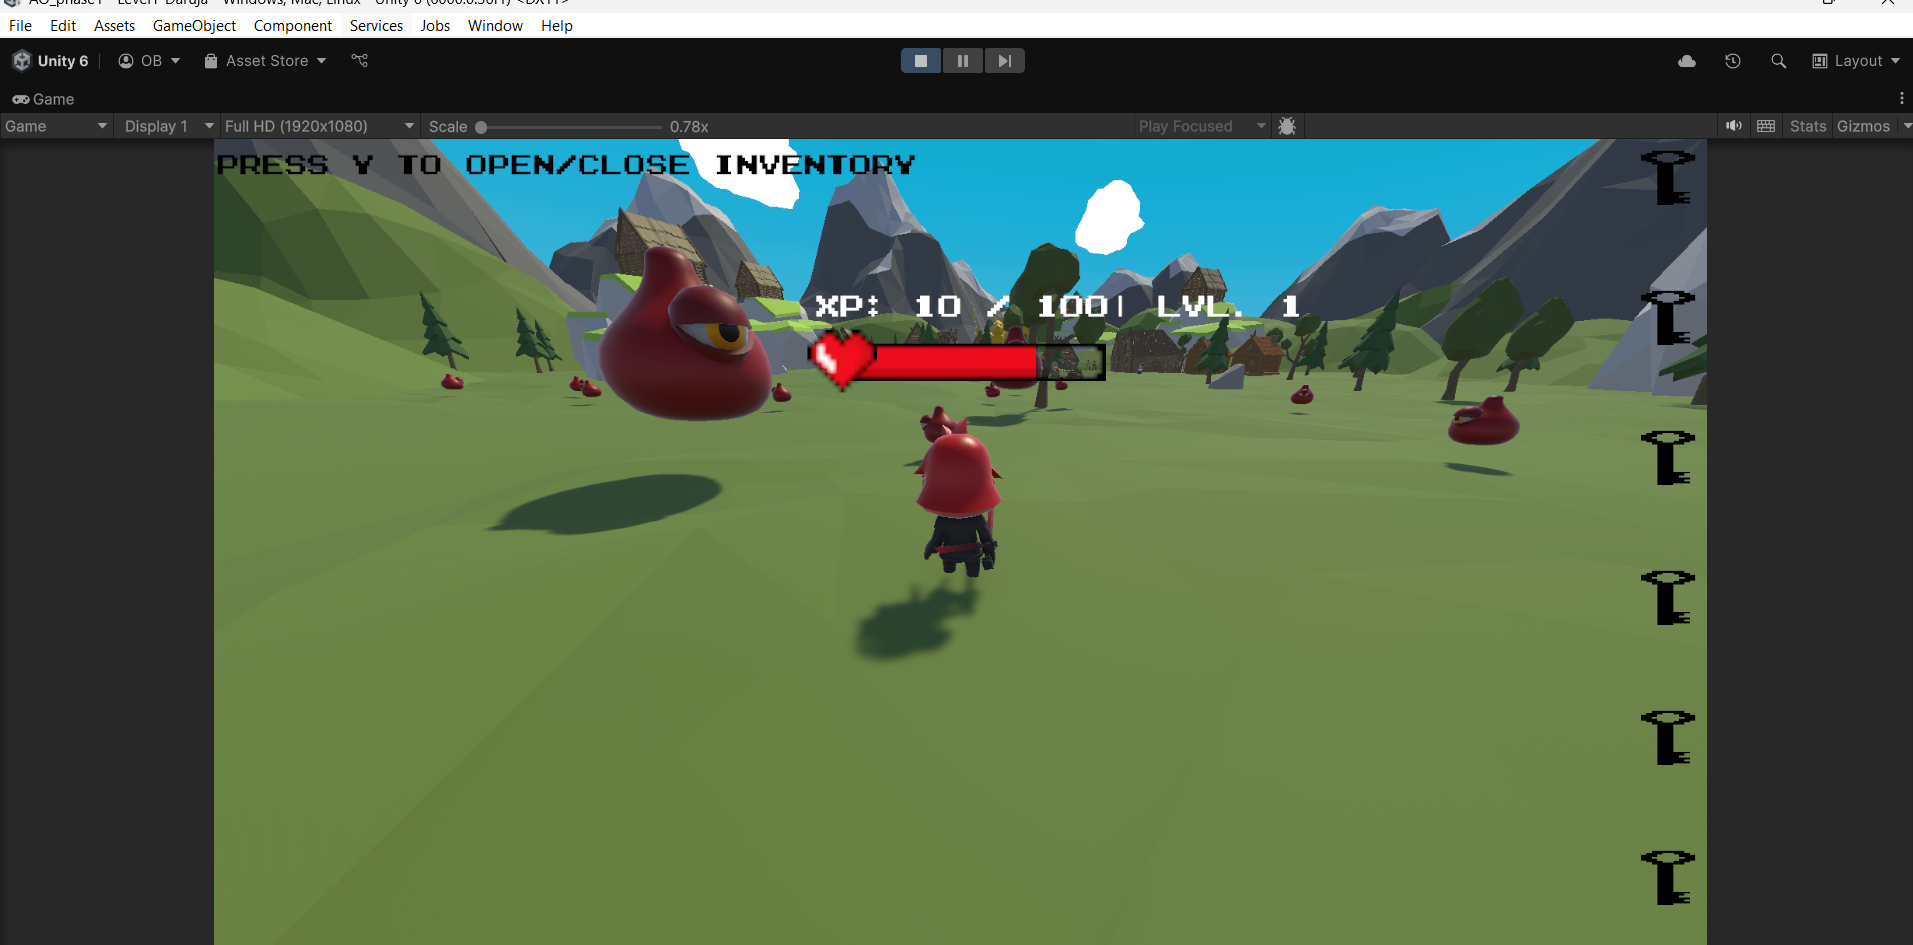 File Edit Assets GameObject Component Services Jobs Window Help
Unity 6 OB Asset Store Layout
Game
Game Display 1 Full HD (1920x1080) Scale 0.78x Play Focused Stats Gizmos
PRESS Y TO OPEN/CLOSE INVENTORY
XP: 10 / 100| LVL. 1